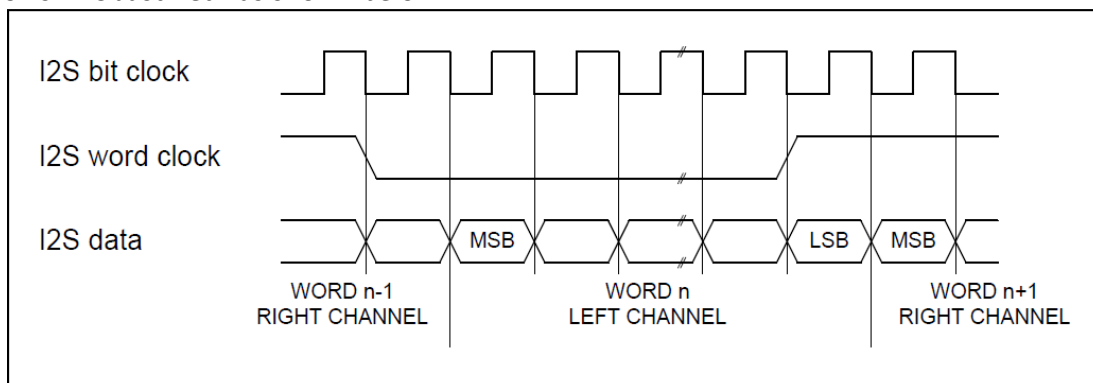 I2S bit clock
I2S word clock
I2S data
MSB
LSB
MSB
WORD n-1
RIGHT CHANNEL
WORD n
LEFT CHANNEL
WORD n+1
RIGHT CHANNEL